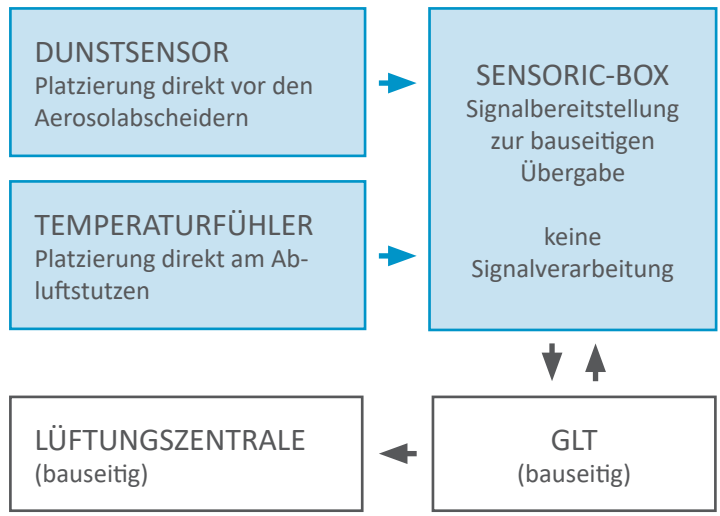 DUNSTSENSOR
Platzierung direkt vor den
Aerosolabscheidern
TEMPERATURFÜHLER
Platzierung direkt am Ab-
luftstutzen
SENSORIC-BOX
Signalbereitstellung
zur bauseitigen
Übergabe
keine
Signalverarbeitung
LÜFTUNGSZENTRALE
(bauseitig)
GLT
(bauseitig)